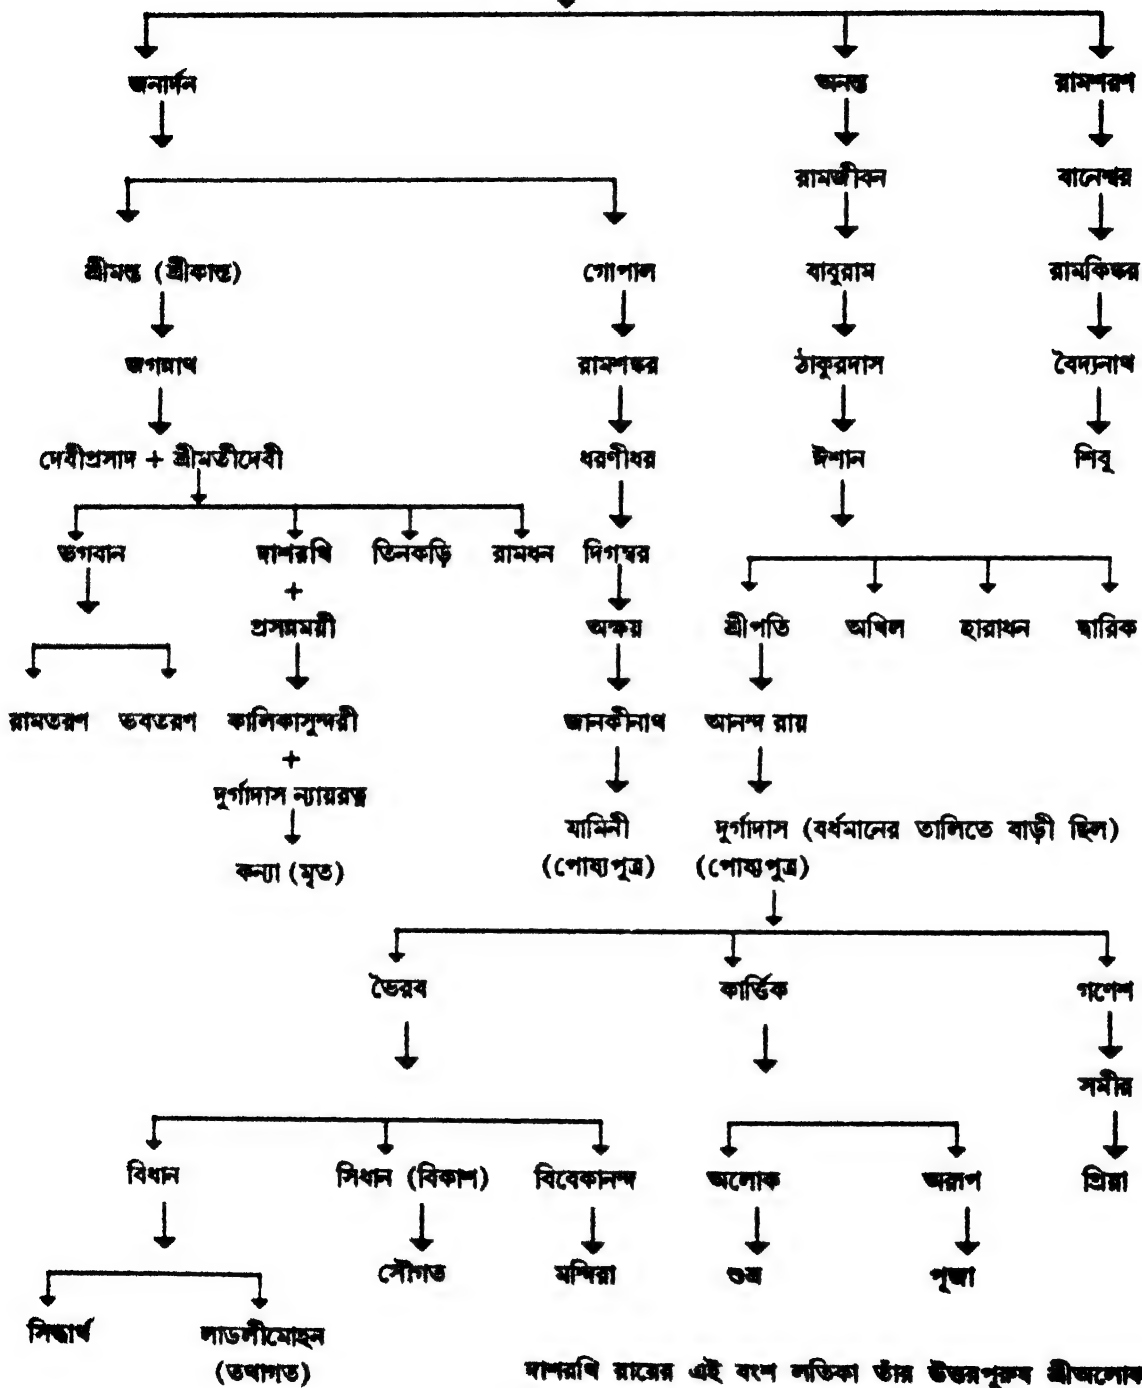 জনার্দন অনন্ত রামশরণ
রামজীবন বানেশ্বর
শ্রীমন্ত (শ্রীকান্ত) গোপাল বাবুরাম রামকিঙ্কর
জগন্নাথ রামশঙ্কর ঠাকুরদাস বৈদ্যনাথ
দেবীপ্রসাদ + শ্রীমতীদেবী ধরণীধর ঈশান শিবু
ভগবান দাশরথি তিনকড়ি রামধন দিগম্বর
+
প্রসন্নময়ী অক্ষয় শ্রীপতি অখিল হারাধন দ্বারিক
রামতরণ ভবতরণ কালিকাসুন্দরী জানকীনাথ আনন্দ রায়
+
দুর্গাদাস ন্যায়রত্ন
যামিনী দুর্গাদাস (বর্ধমানের তালিতে বাড়ী ছিল)
কন্যা (মৃত) (পোষ্যপুত্র) (পোষ্যপুত্র)
ভৈরব কার্ত্তিক গণেশ
সমীর
বিধান সিধান (বিকাশ) বিবেকানন্দ অলোক অরূপ প্রিয়া
সৌগত মন্দিরা শুভ্র পূজা
সিদ্ধার্থ লাডলীমোহন
(তথাগত) দাশরথি রায়ের এই বংশ লতিকা তাঁর উত্তরপুরুষ শ্রীঅলোক